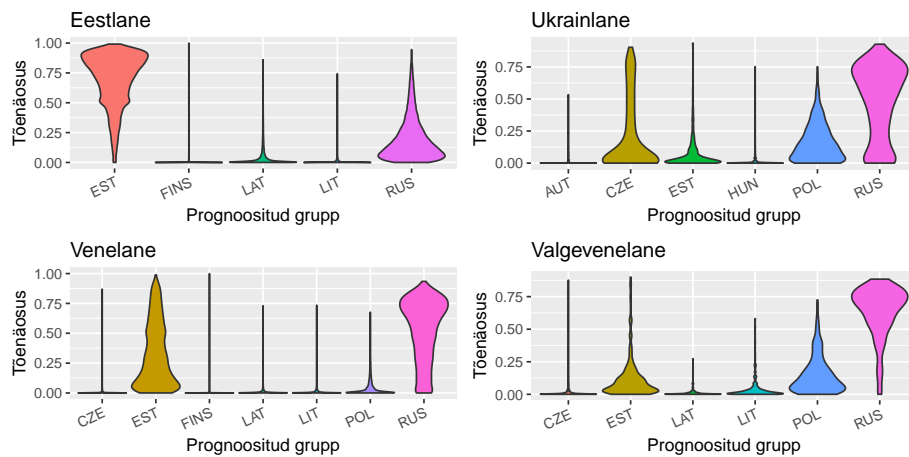 Eestlane
Tõenäosus
1.00
0.75
0.50
0.25
0.00
EST
FINS
LAT
LIT
RUS
Prognoositud grupp
Ukrainlane
Tõenäosus
0.75
0.50
0.25
0.00
AUT
CZE
EST
HUN
POL
RUS
Prognoositud grupp
Venelane
Tõenäosus
1.00
0.75
0.50
0.25
0.00
CZE
EST
FINS
LAT
LIT
POL
RUS
Prognoositud grupp
Valgevenelane
Tõenäosus
0.75
0.50
0.25
0.00
CZE
EST
LAT
LIT
POL
RUS
Prognoositud grupp